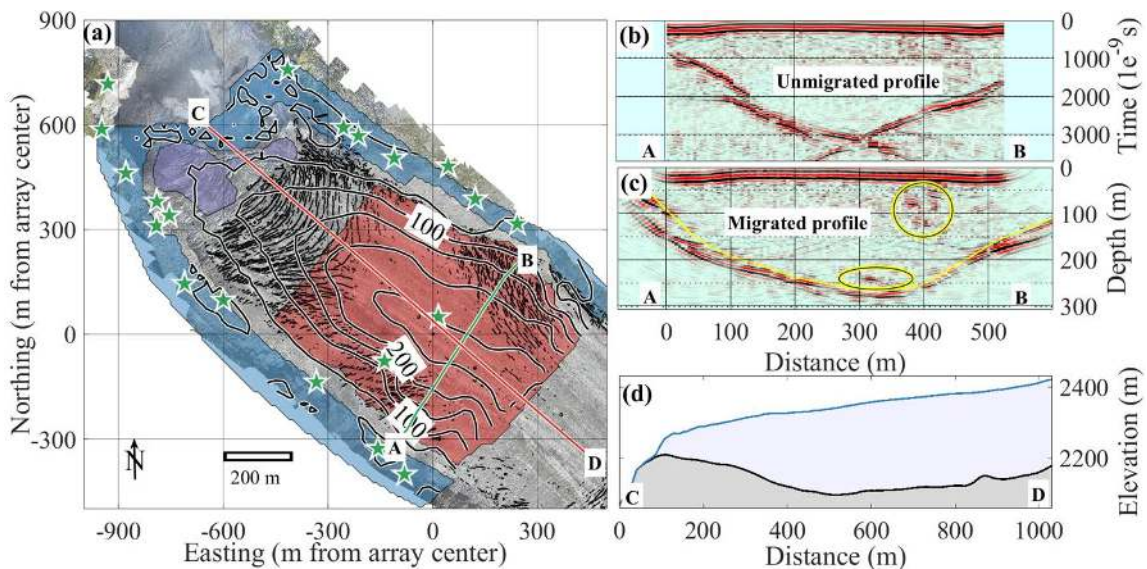 (a)
900
600
300
0
-300
-900
-600
-300
0
300
Northing (m from array center)
Easting (m from array center)
C
B
A
D
100
200
100
N
200 m
(b)
Unmigrated profile
A
B
0
1000
2000
3000
Time (1e⁻⁹ s)
(c)
Migrated profile
A
B
0
100
200
300
Depth (m)
0
100
200
300
400
500
Distance (m)
(d)
2400
2200
Elevation (m)
C
D
0
200
400
600
800
1000
Distance (m)